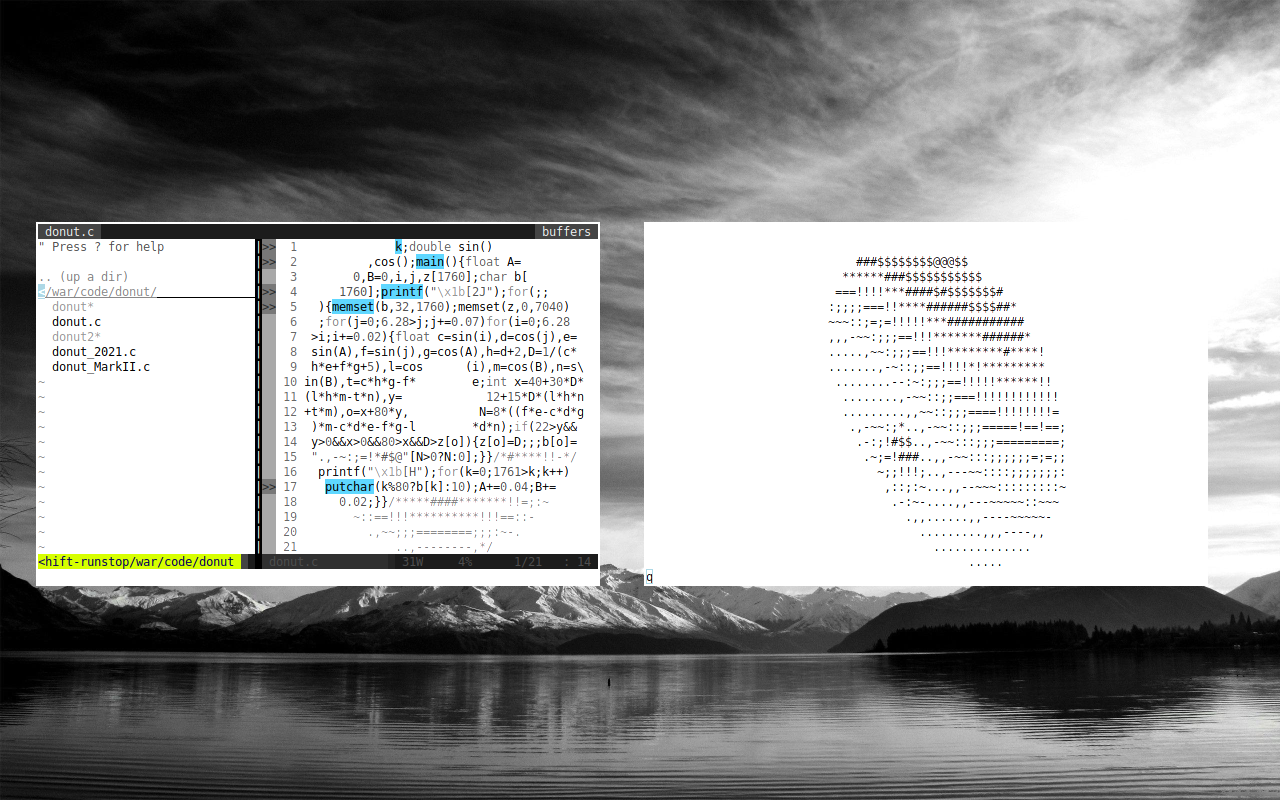 donut.c buffers
" Press ? for help
.. (up a dir)
</war/code/donut/
donut*
donut.c
donut2*
donut_2021.c
donut_MarkII.c
~
~
~
~
~
~
~
~
~
~
~
~
>> 1 k;double sin()
>> 2 ,cos();main(){float A=
3 0,B=0,i,j,z[1760];char b[
>> 4 1760];printf("\x1b[2J");for(;;
>> 5 ){memset(b,32,1760);memset(z,0,7040)
6 ;for(j=0;6.28>j;j+=0.07)for(i=0;6.28
7 >i;i+=0.02){float c=sin(i),d=cos(j),e=
8 sin(A),f=sin(j),g=cos(A),h=d+2,D=1/(c*
9 h*e+f*g+5),l=cos (i),m=cos(B),n=s\
10 in(B),t=c*h*g-f* e;int x=40+30*D*
11 (l*h*m-t*n),y= 12+15*D*(l*h*n
12 +t*m),o=x+80*y, N=8*((f*e-c*d*g
13 )*m-c*d*e-f*g-l *d*n);if(22>y&&
14 y>0&&x>0&&80>x&&D>z[o]){z[o]=D;;;b[o]=
15 ".,-~:;=!*#$@"[N>0?N:0];}}/*#****!!-*/
16 printf("\x1b[H");for(k=0;1761>k;k++)
>> 17 putchar(k%80?b[k]:10);A+=0.04;B+=
18 0.02;}}/*****####*******!!=;:~
19 ~::==!!!**********!!!==::-
20 .,~~;;;========;;;:~-.
21 ..,--------,*/
<hift-runstop/war/code/donut donut.c 31W 4% 1/21 : 14
###$$$$$$$$@@@$$
******###$$$$$$$$$$$
===!!!!***####$#$$$$$$$#
:;;;;===!!****######$$$$##*
~~~::;=;=!!!!!***###########
,,,-~~:;;;==!!!*******######*
.....,~~:;;;==!!!********#****!
.......,-~::;;==!!!!*!*********
........--:~:;;;==!!!!!******!!
........,-~~::;;===!!!!!!!!!!!!
.........,,~~::;;;====!!!!!!!!=
.,-~~:;*..,-~~::;;;=====!==!==;
.-:;!#$$..,-~~:::;;;=========;
.~;=!###..,,-~~:::;;;;;;=;=;;
~;;!!!;..,---~~::::;;;;;;;:
,::;:~...,,--~~~:::::::::~
.-:~-....,,---~~~~~::~~~
.,,......,,----~~~~~-
.........,,,----,,
..............
.....
q